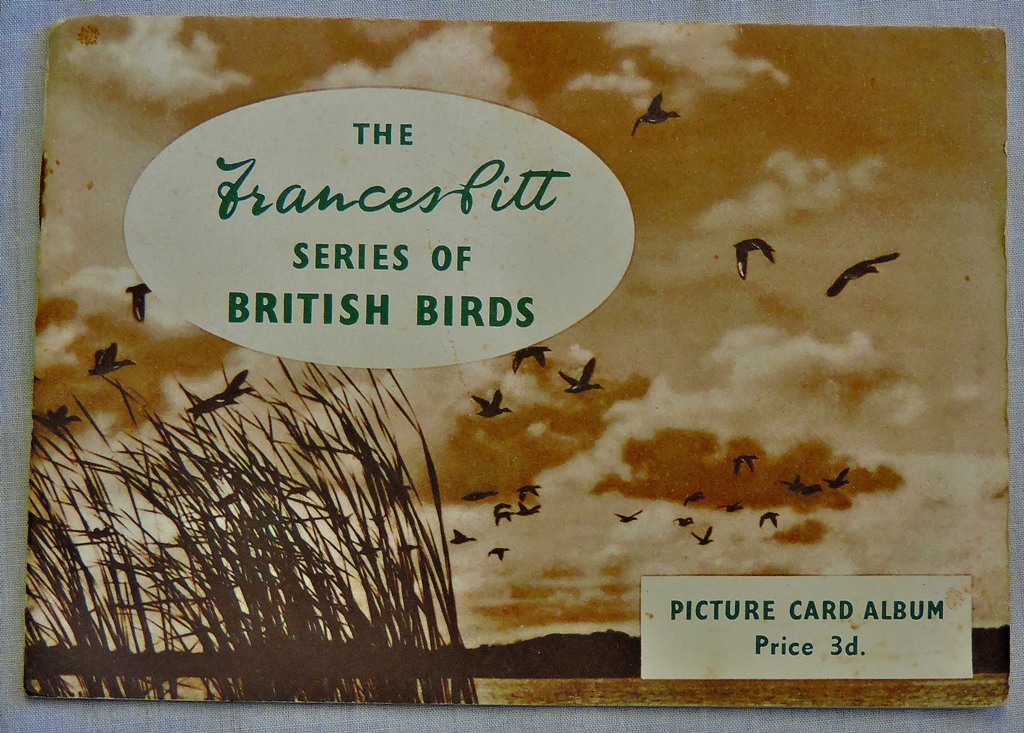 THE
Frances Pitt
SERIES OF
BRITISH BIRDS
PICTURE CARD ALBUM
Price 3d.